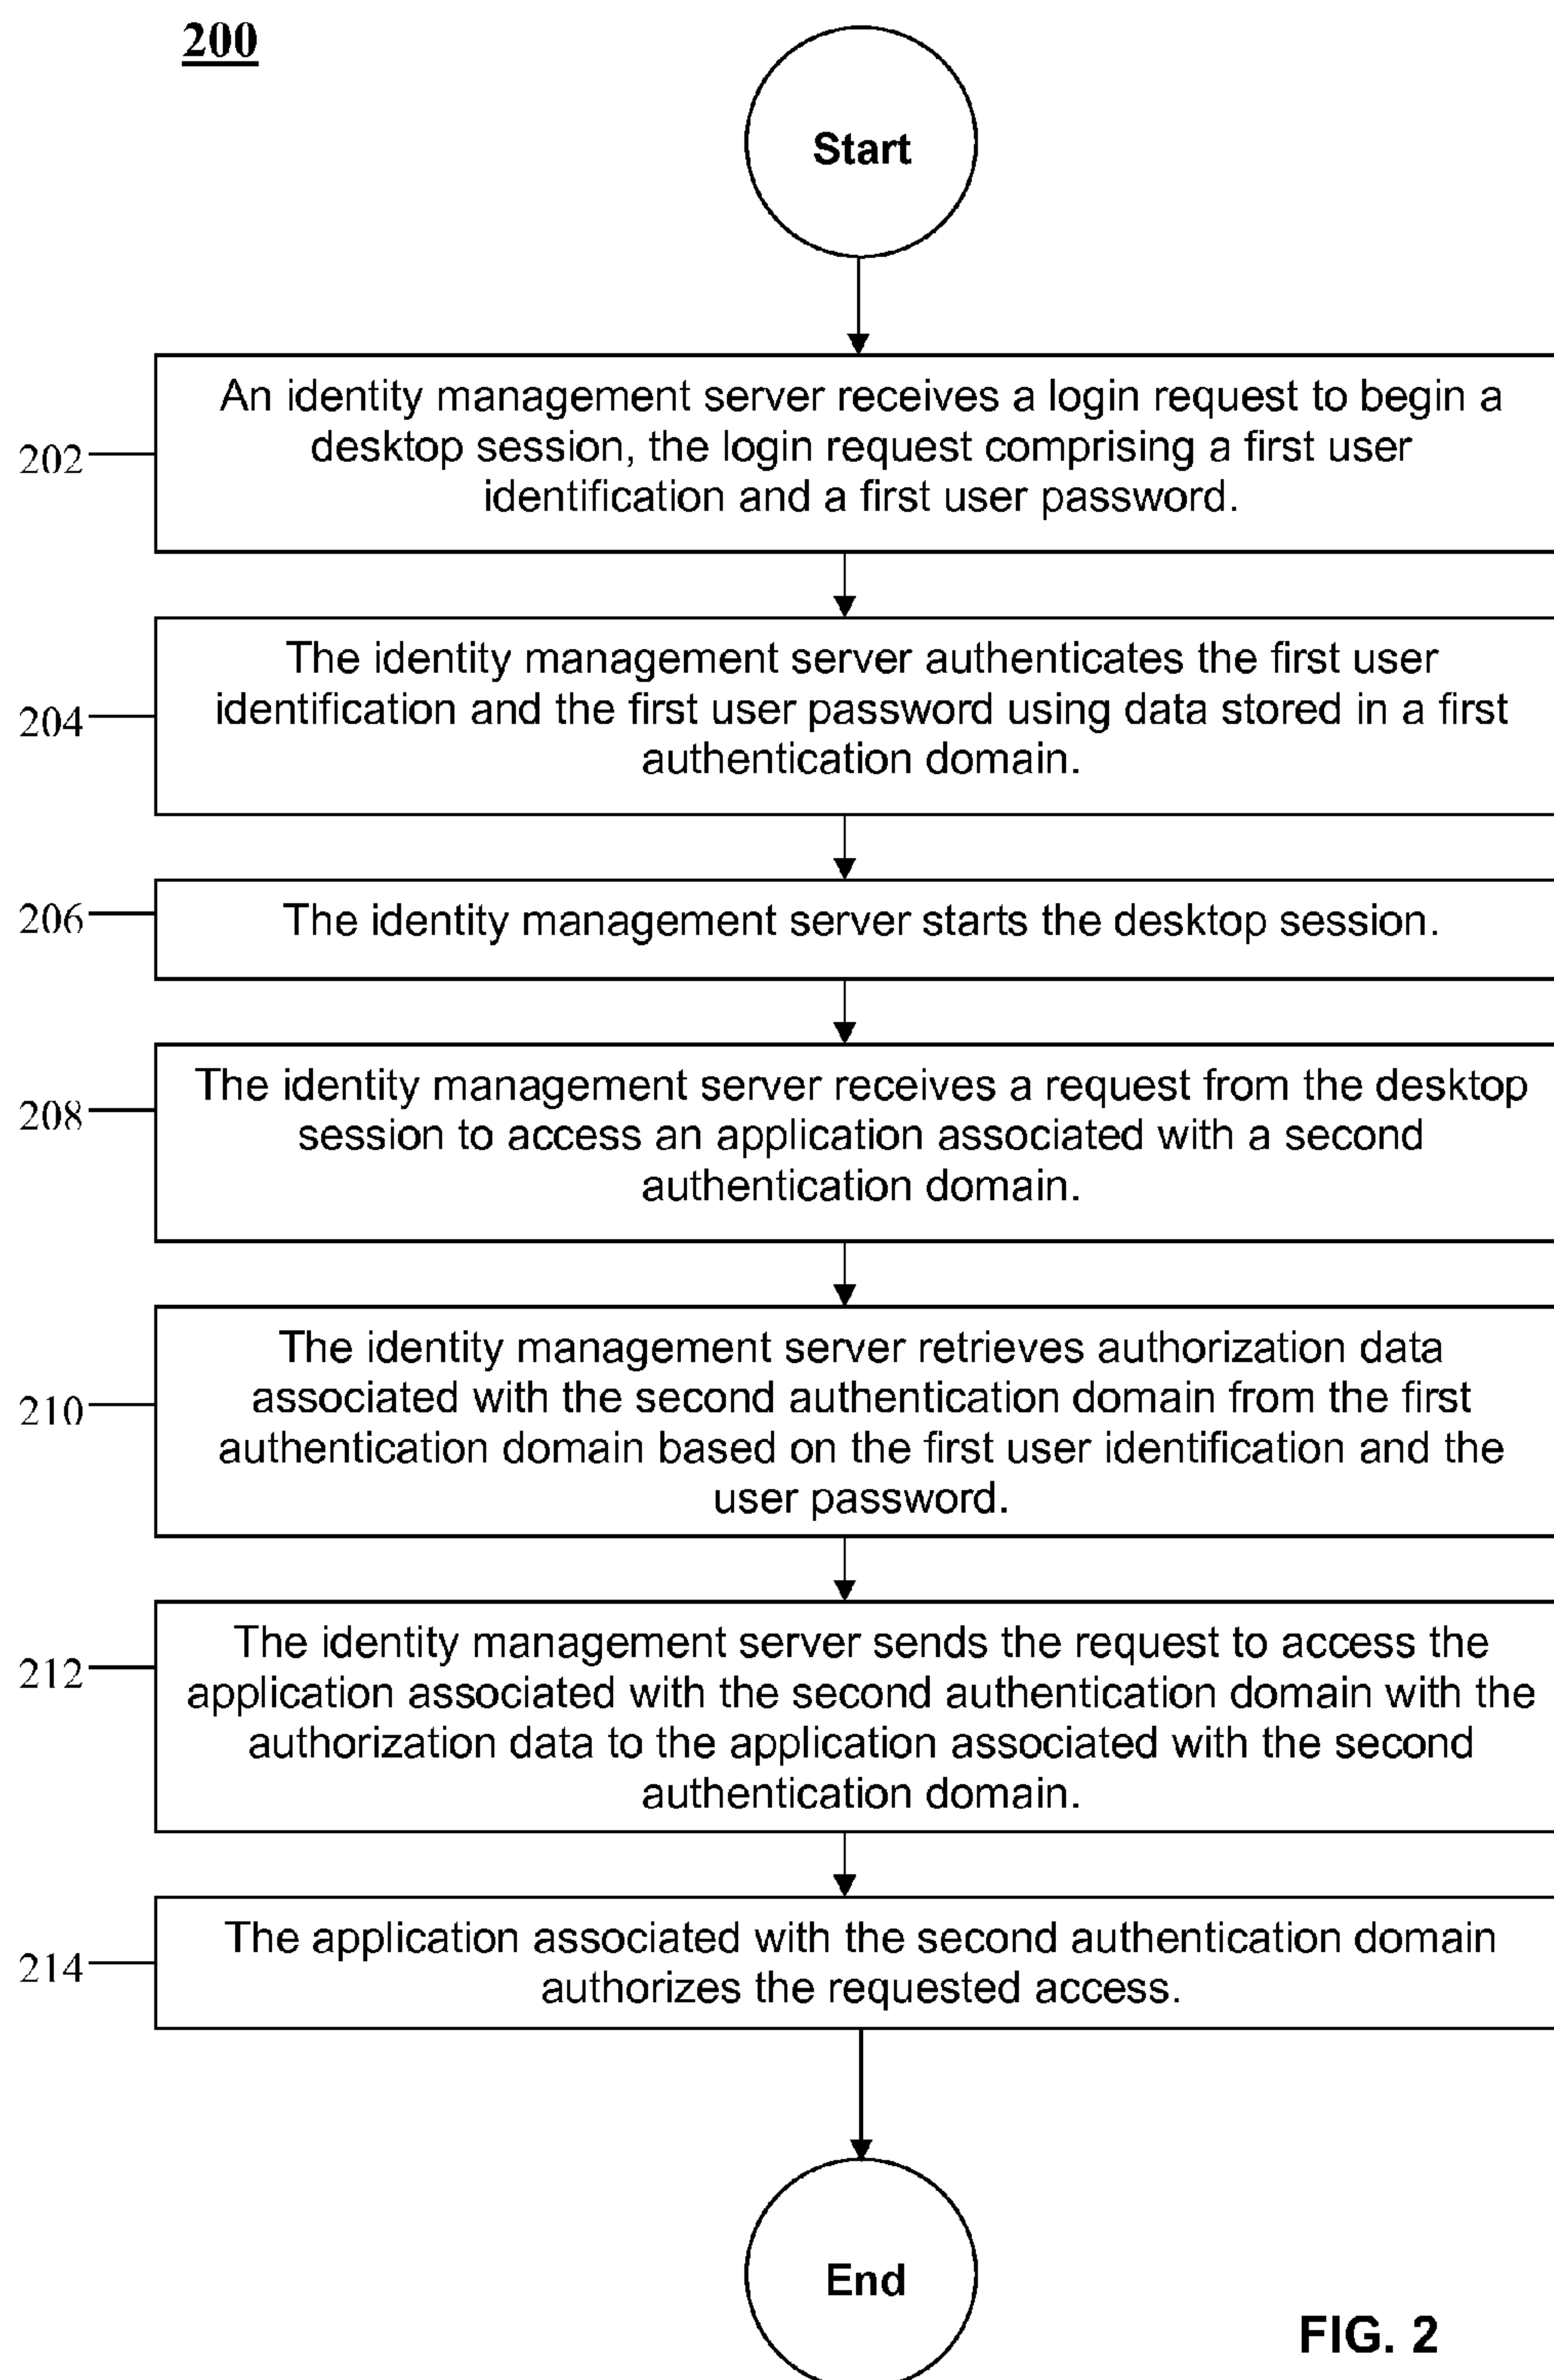 200
Start
An identity management server receives a login request to begin a
desktop session, the login request comprising a first user
identification and a first user password.
202
The identity management server authenticates the first user
identification and the first user password using data stored in a first
authentication domain.
204
The identity management server starts the desktop session.
206
The identity management server receives a request from the desktop
session to access an application associated with a second
authentication domain.
208
The identity management server retrieves authorization data
associated with the second authentication domain from the first
authentication domain based on the first user identification and the
user password.
210
The identity management server sends the request to access the
application associated with the second authentication domain with the
authorization data to the application associated with the second
authentication domain.
212
The application associated with the second authentication domain
authorizes the requested access.
214
End
FIG. 2